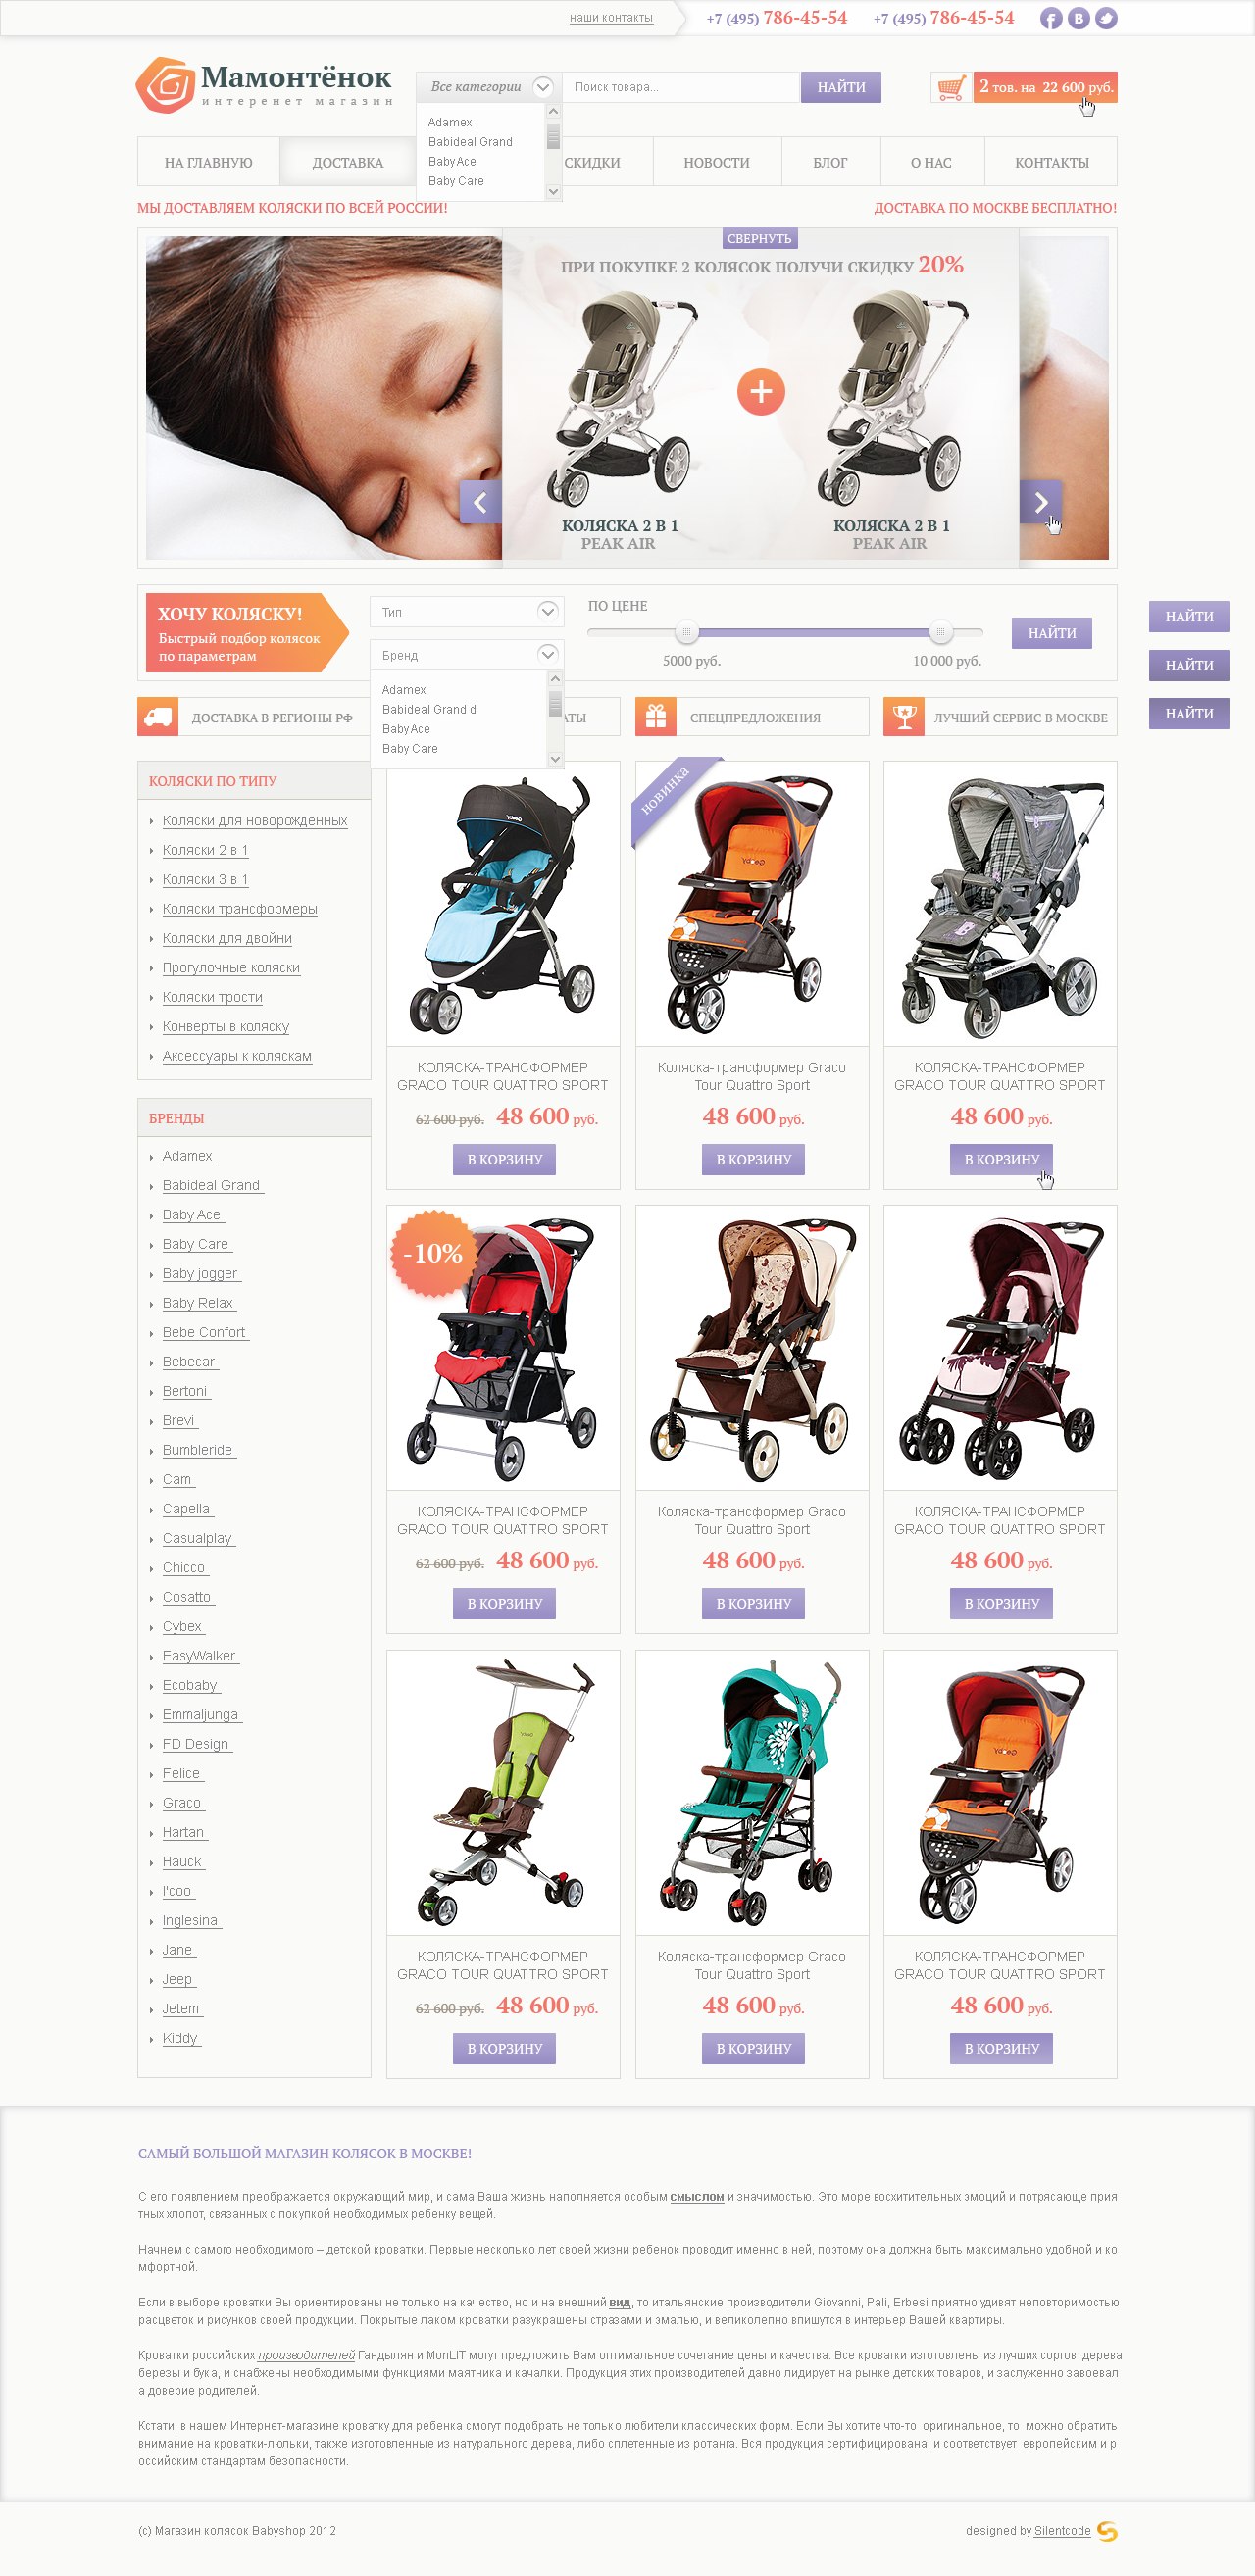 наши контакты
+7 (495) 786-45-54
+7 (495) 786-45-54
Мамонтёнок
интеренет магазин
Все категории
Поиск товара...
НАЙТИ
2 тов. на 22 600 руб.
Adamex
Babideal Grand
Baby Ace
Baby Care
НА ГЛАВНУЮ
ДОСТАВКА
СКИДКИ
НОВОСТИ
БЛОГ
О НАС
КОНТАКТЫ
МЫ ДОСТАВЛЯЕМ КОЛЯСКИ ПО ВСЕЙ РОССИИ!
ДОСТАВКА ПО МОСКВЕ БЕСПЛАТНО!
СВЕРНУТЬ
ПРИ ПОКУПКЕ 2 КОЛЯСОК ПОЛУЧИ СКИДКУ 20%
КОЛЯСКА 2 В 1
PEAK AIR
КОЛЯСКА 2 В 1
PEAK AIR
ХОЧУ КОЛЯСКУ!
Быстрый подбор колясок
по параметрам
Тип
Бренд
Adamex
Babideal Grand d
Baby Ace
Baby Care
ПО ЦЕНЕ
5000 руб.
10 000 руб.
НАЙТИ
НАЙТИ
НАЙТИ
НАЙТИ
ДОСТАВКА В РЕГИОНЫ РФ
АТЫ
СПЕЦПРЕДЛОЖЕНИЯ
ЛУЧШИЙ СЕРВИС В МОСКВЕ
КОЛЯСКИ ПО ТИПУ
Коляски для новорожденных
Коляски 2 в 1
Коляски 3 в 1
Коляски трансформеры
Коляски для двойни
Прогулочные коляски
Коляски трости
Конверты в коляску
Аксессуары к коляскам
БРЕНДЫ
Adamex
Babideal Grand
Baby Ace
Baby Care
Baby jogger
Baby Relax
Bebe Confort
Bebecar
Bertoni
Brevi
Bumbleride
Cam
Capella
Casualplay
Chicco
Cosatto
Cybex
EasyWalker
Ecobaby
Emmaljunga
FD Design
Felice
Graco
Hartan
Hauck
I'coo
Inglesina
Jane
Jeep
Jetem
Kiddy
КОЛЯСКА-ТРАНСФОРМЕР
GRACO TOUR QUATTRO SPORT
62 600 руб. 48 600 руб.
В КОРЗИНУ
Новинка
Коляска-трансформер Graco
Tour Quattro Sport
48 600 руб.
В КОРЗИНУ
КОЛЯСКА-ТРАНСФОРМЕР
GRACO TOUR QUATTRO SPORT
48 600 руб.
В КОРЗИНУ
-10%
КОЛЯСКА-ТРАНСФОРМЕР
GRACO TOUR QUATTRO SPORT
62 600 руб. 48 600 руб.
В КОРЗИНУ
Коляска-трансформер Graco
Tour Quattro Sport
48 600 руб.
В КОРЗИНУ
КОЛЯСКА-ТРАНСФОРМЕР
GRACO TOUR QUATTRO SPORT
48 600 руб.
В КОРЗИНУ
КОЛЯСКА-ТРАНСФОРМЕР
GRACO TOUR QUATTRO SPORT
62 600 руб. 48 600 руб.
В КОРЗИНУ
Коляска-трансформер Graco
Tour Quattro Sport
48 600 руб.
В КОРЗИНУ
КОЛЯСКА-ТРАНСФОРМЕР
GRACO TOUR QUATTRO SPORT
48 600 руб.
В КОРЗИНУ
САМЫЙ БОЛЬШОЙ МАГАЗИН КОЛЯСОК В МОСКВЕ!
С его появлением преображается окружающий мир, и сама Ваша жизнь наполняется особым смыслом и значимостью. Это море восхитительных эмоций и потрясающе прия
тных хлопот, связанных с покупкой необходимых ребенку вещей.
Начнем с самого необходимого – детской кроватки. Первые несколько лет своей жизни ребенок проводит именно в ней, поэтому она должна быть максимально удобной и ко
мфортной.
Если в выборе кроватки Вы ориентированы не только на качество, но и на внешний вид, то итальянские производители Giovanni, Pali, Erbesi приятно удивят неповторимостью
расцветок и рисунков своей продукции. Покрытые лаком кроватки разукрашены стразами и эмалью, и великолепно впишутся в интерьер Вашей квартиры.
Кроватки российских производителей Гандылян и MonLIT могут предложить Вам оптимальное сочетание цены и качества. Все кроватки изготовлены из лучших сортов дерева
березы и бука, и снабжены необходимыми функциями маятника и качалки. Продукция этих производителей давно лидирует на рынке детских товаров, и заслуженно завоевал
а доверие родителей.
Кстати, в нашем Интернет-магазине кроватку для ребенка смогут подобрать не только любители классических форм. Если Вы хотите что-то оригинальное, то можно обратить
внимание на кроватки-люльки, также изготовленные из натурального дерева, либо сплетенные из ротанга. Вся продукция сертифицирована, и соответствует европейским и р
оссийским стандартам безопасности.
(c) Магазин колясок Babyshop 2012
designed by Silentcode